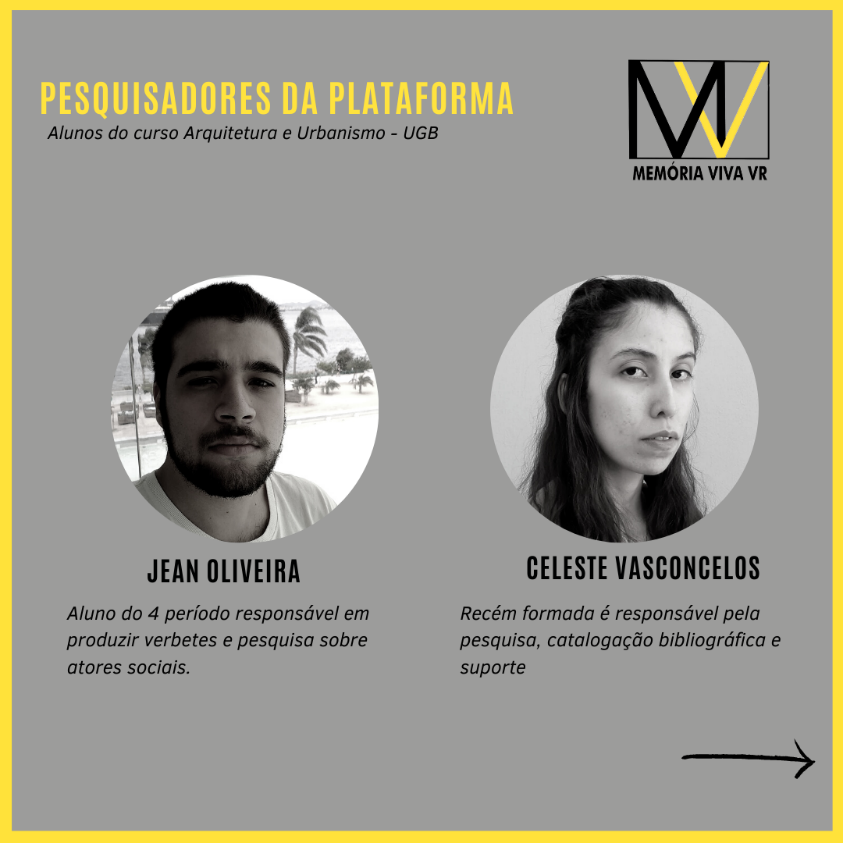 PESQUISADORES DA PLATAFORMA
Alunos do curso Arquitetura e Urbanismo - UGB
MV
MEMÓRIA VIVA VR
JEAN OLIVEIRA
Aluno do 4 período responsável em
produzir verbetes e pesquisa sobre
atores sociais.
CELESTE VASCONCELOS
Recém formada é responsável pela
pesquisa, catalogação bibliográfica e
suporte